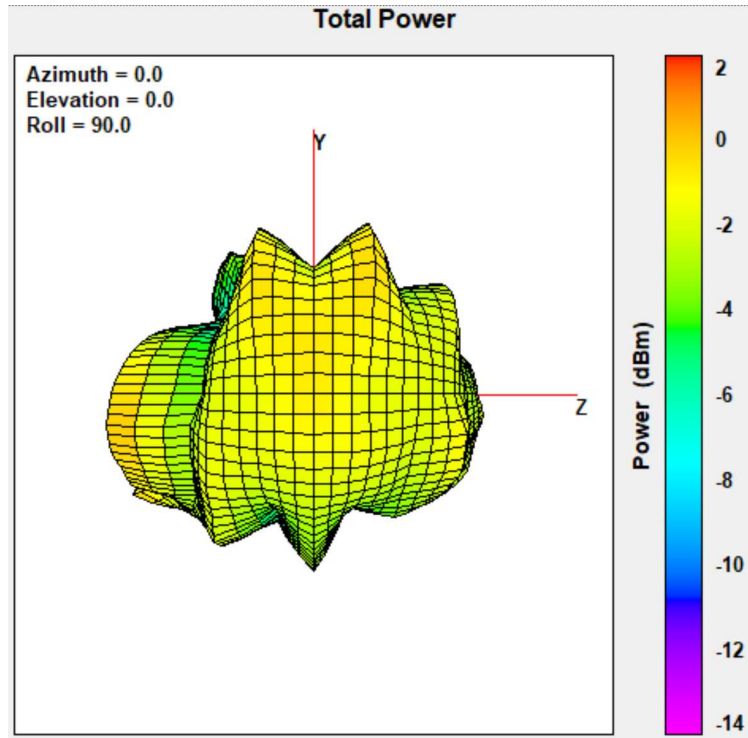 Total Power
Azimuth = 0.0
Elevation = 0.0
Roll = 90.0
Y
Z
2
0
-2
-4
-6
-8
-10
-12
-14
Power (dBm)